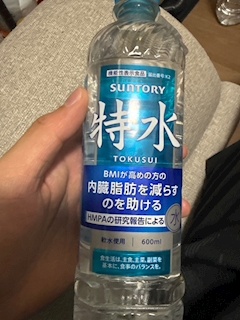 機能性表示食品
SUNTORY
特水
TOKUSUI
BMIが高めの方の
内臓脂肪を減らす
のを助ける
HMPAの研究報告による
水
軟水使用 600ml
食生活は、主食、主菜、副菜を
基本に、食事のバランスを。